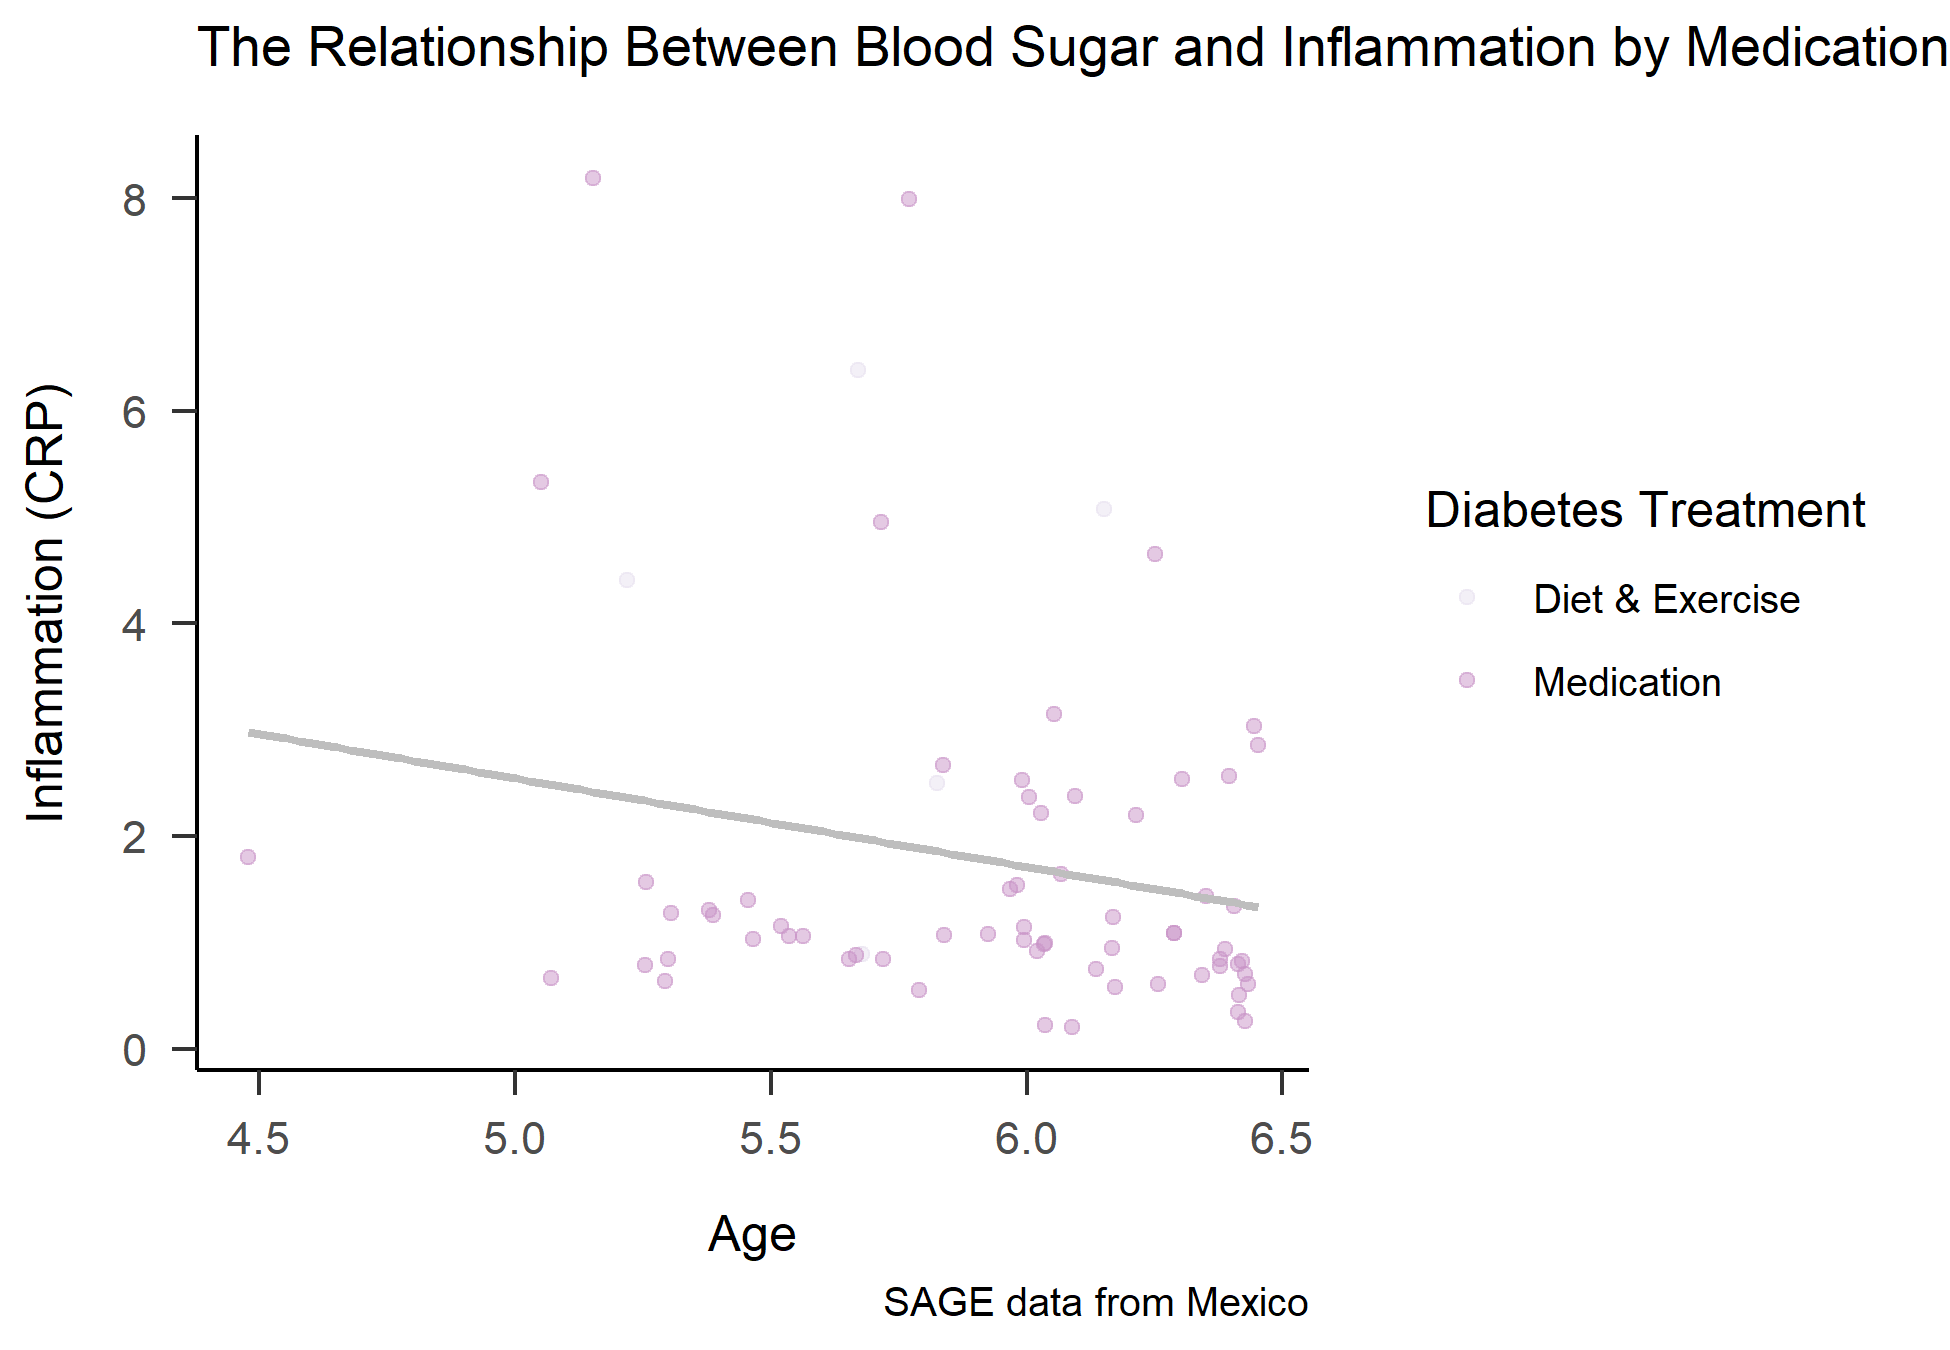 The Relationship Between Blood Sugar and Inflammation by Medication
8
6
4
2
0
Inflammation (CRP)
4.5 5.0 5.5 6.0 6.5
Age
SAGE data from Mexico
Diabetes Treatment
Diet & Exercise
Medication